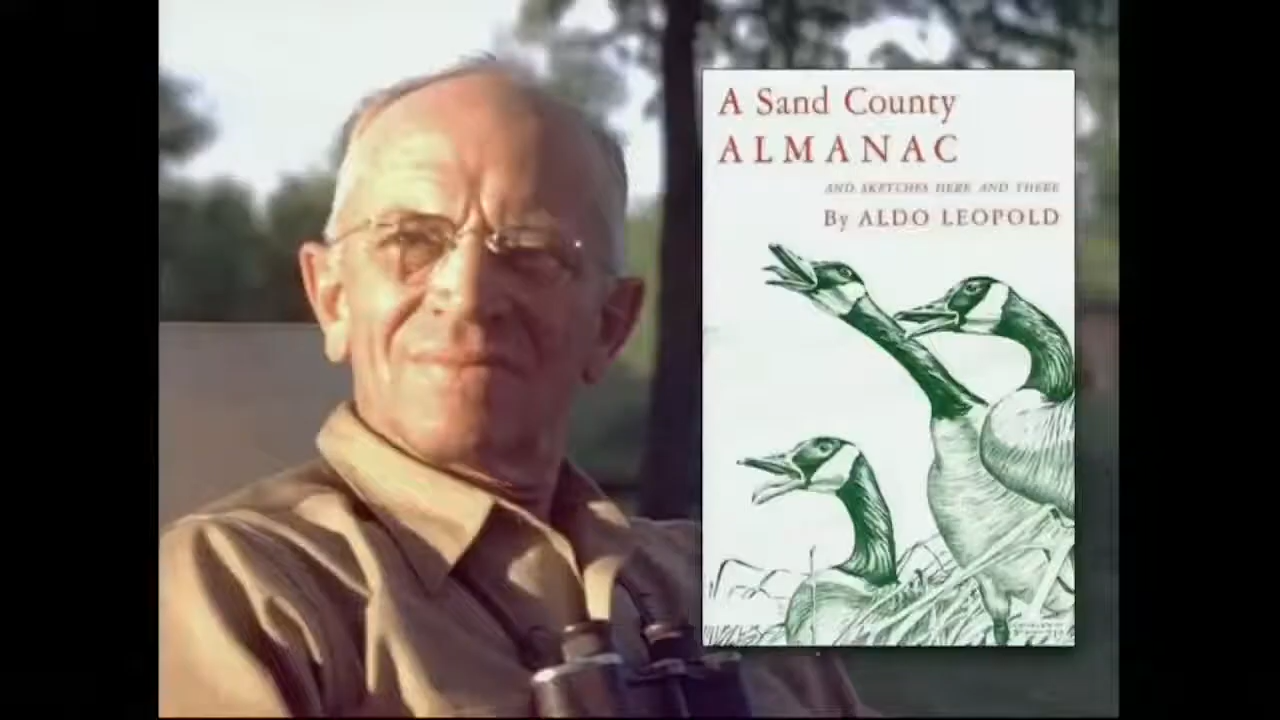 A Sand County
ALMANAC
AND SKETCHES HERE AND THERE
By ALDO LEOPOLD